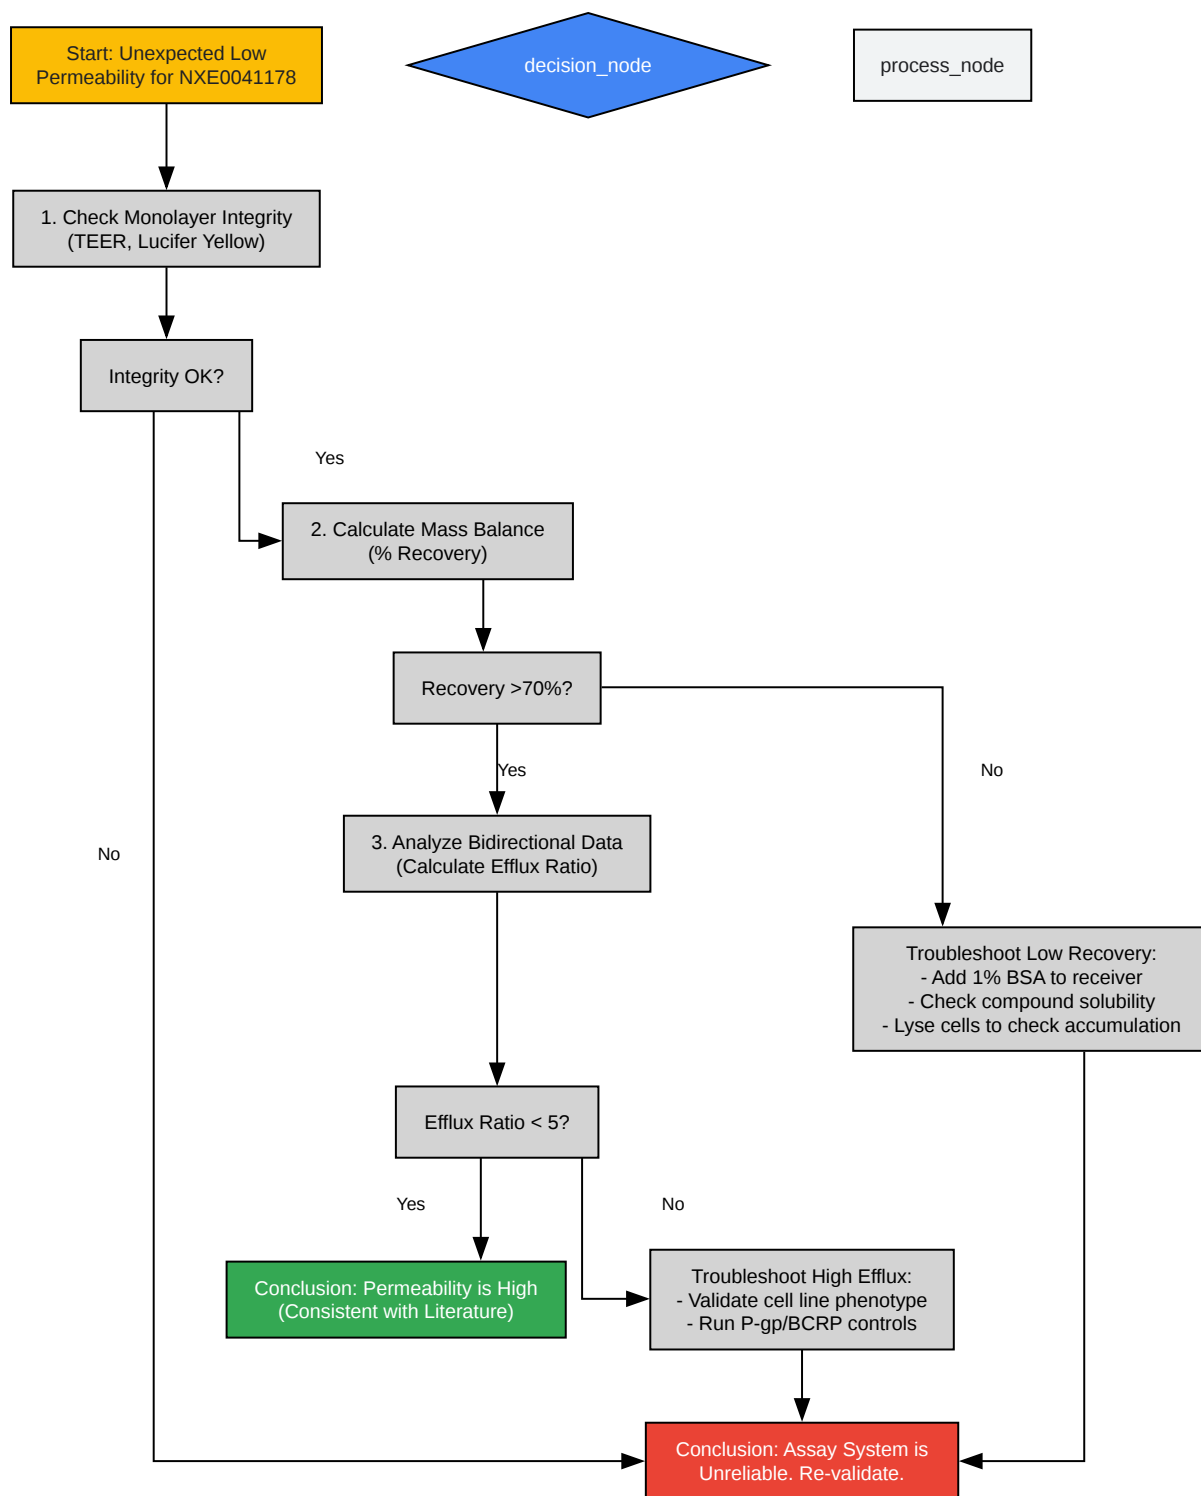 Start: Unexpected Low
Permeability for NXE0041178
decision_node
process_node
1. Check Monolayer Integrity
(TEER, Lucifer Yellow)
Integrity OK?
Yes
2. Calculate Mass Balance
(% Recovery)
Recovery >70%?
Yes
No
3. Analyze Bidirectional Data
(Calculate Efflux Ratio)
No
Troubleshoot Low Recovery:
- Add 1% BSA to receiver
- Check compound solubility
- Lyse cells to check accumulation
Efflux Ratio < 5?
Yes
No
Conclusion: Permeability is High
(Consistent with Literature)
Troubleshoot High Efflux:
- Validate cell line phenotype
- Run P-gp/BCRP controls
Conclusion: Assay System is
Unreliable. Re-validate.